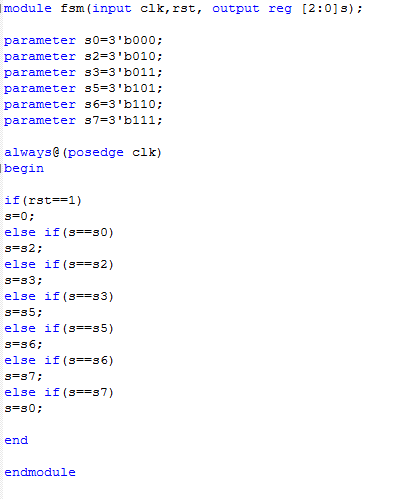 module fsm(input clk,rst, output reg [2:0]s);
parameter s0=3'b000;
parameter s2=3'b010;
parameter s3=3'b011;
parameter s5=3'b101;
parameter s6=3'b110;
parameter s7=3'b111;
always@(posedge clk)
begin
if(rst==1)
s=0;
else if(s==s0)
s=s2;
else if(s==s2)
s=s3;
else if(s==s3)
s=s5;
else if(s==s5)
s=s6;
else if(s==s6)
s=s7;
else if(s==s7)
s=s0;
end
endmodule